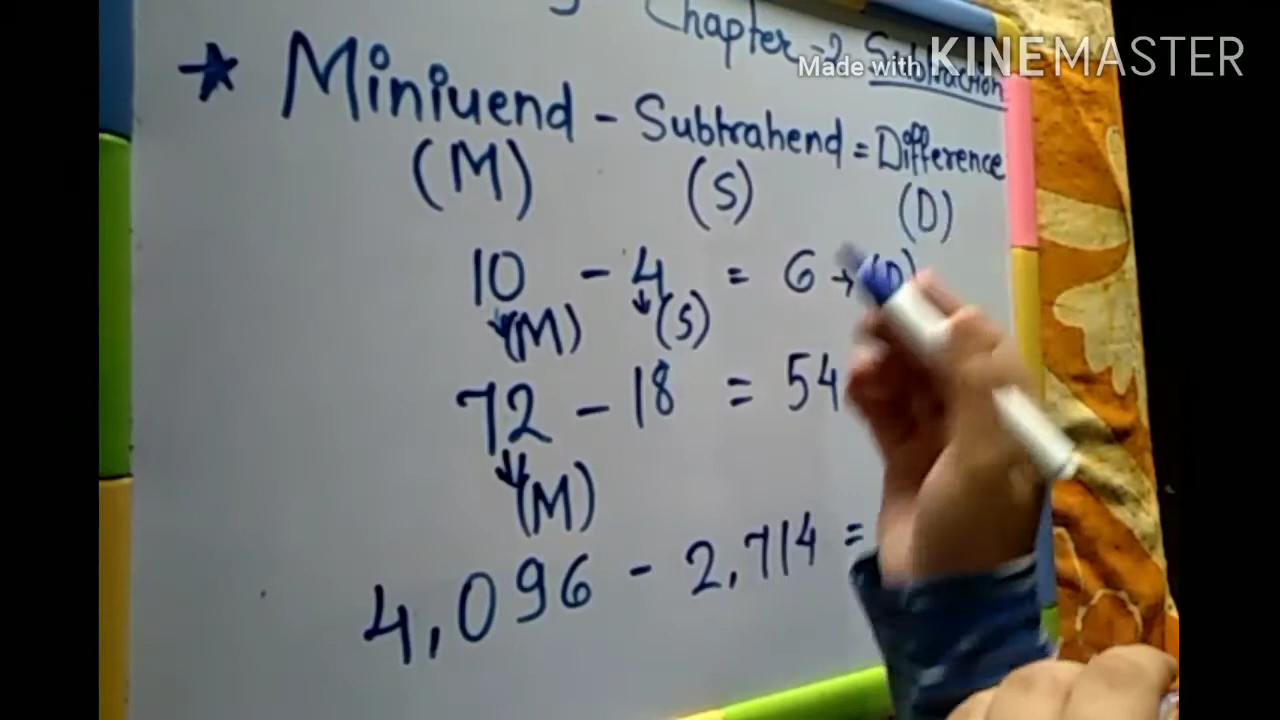 Chapter-2 Subtraction
Made with KINEMASTER
★ Miniuend - Subtrahend = Difference
(M) (S) (D)
10 - 4 = 6 → (D)
↓(M) ↓(S)
72 - 18 = 54
↓(M)
4,096 - 2,714 =